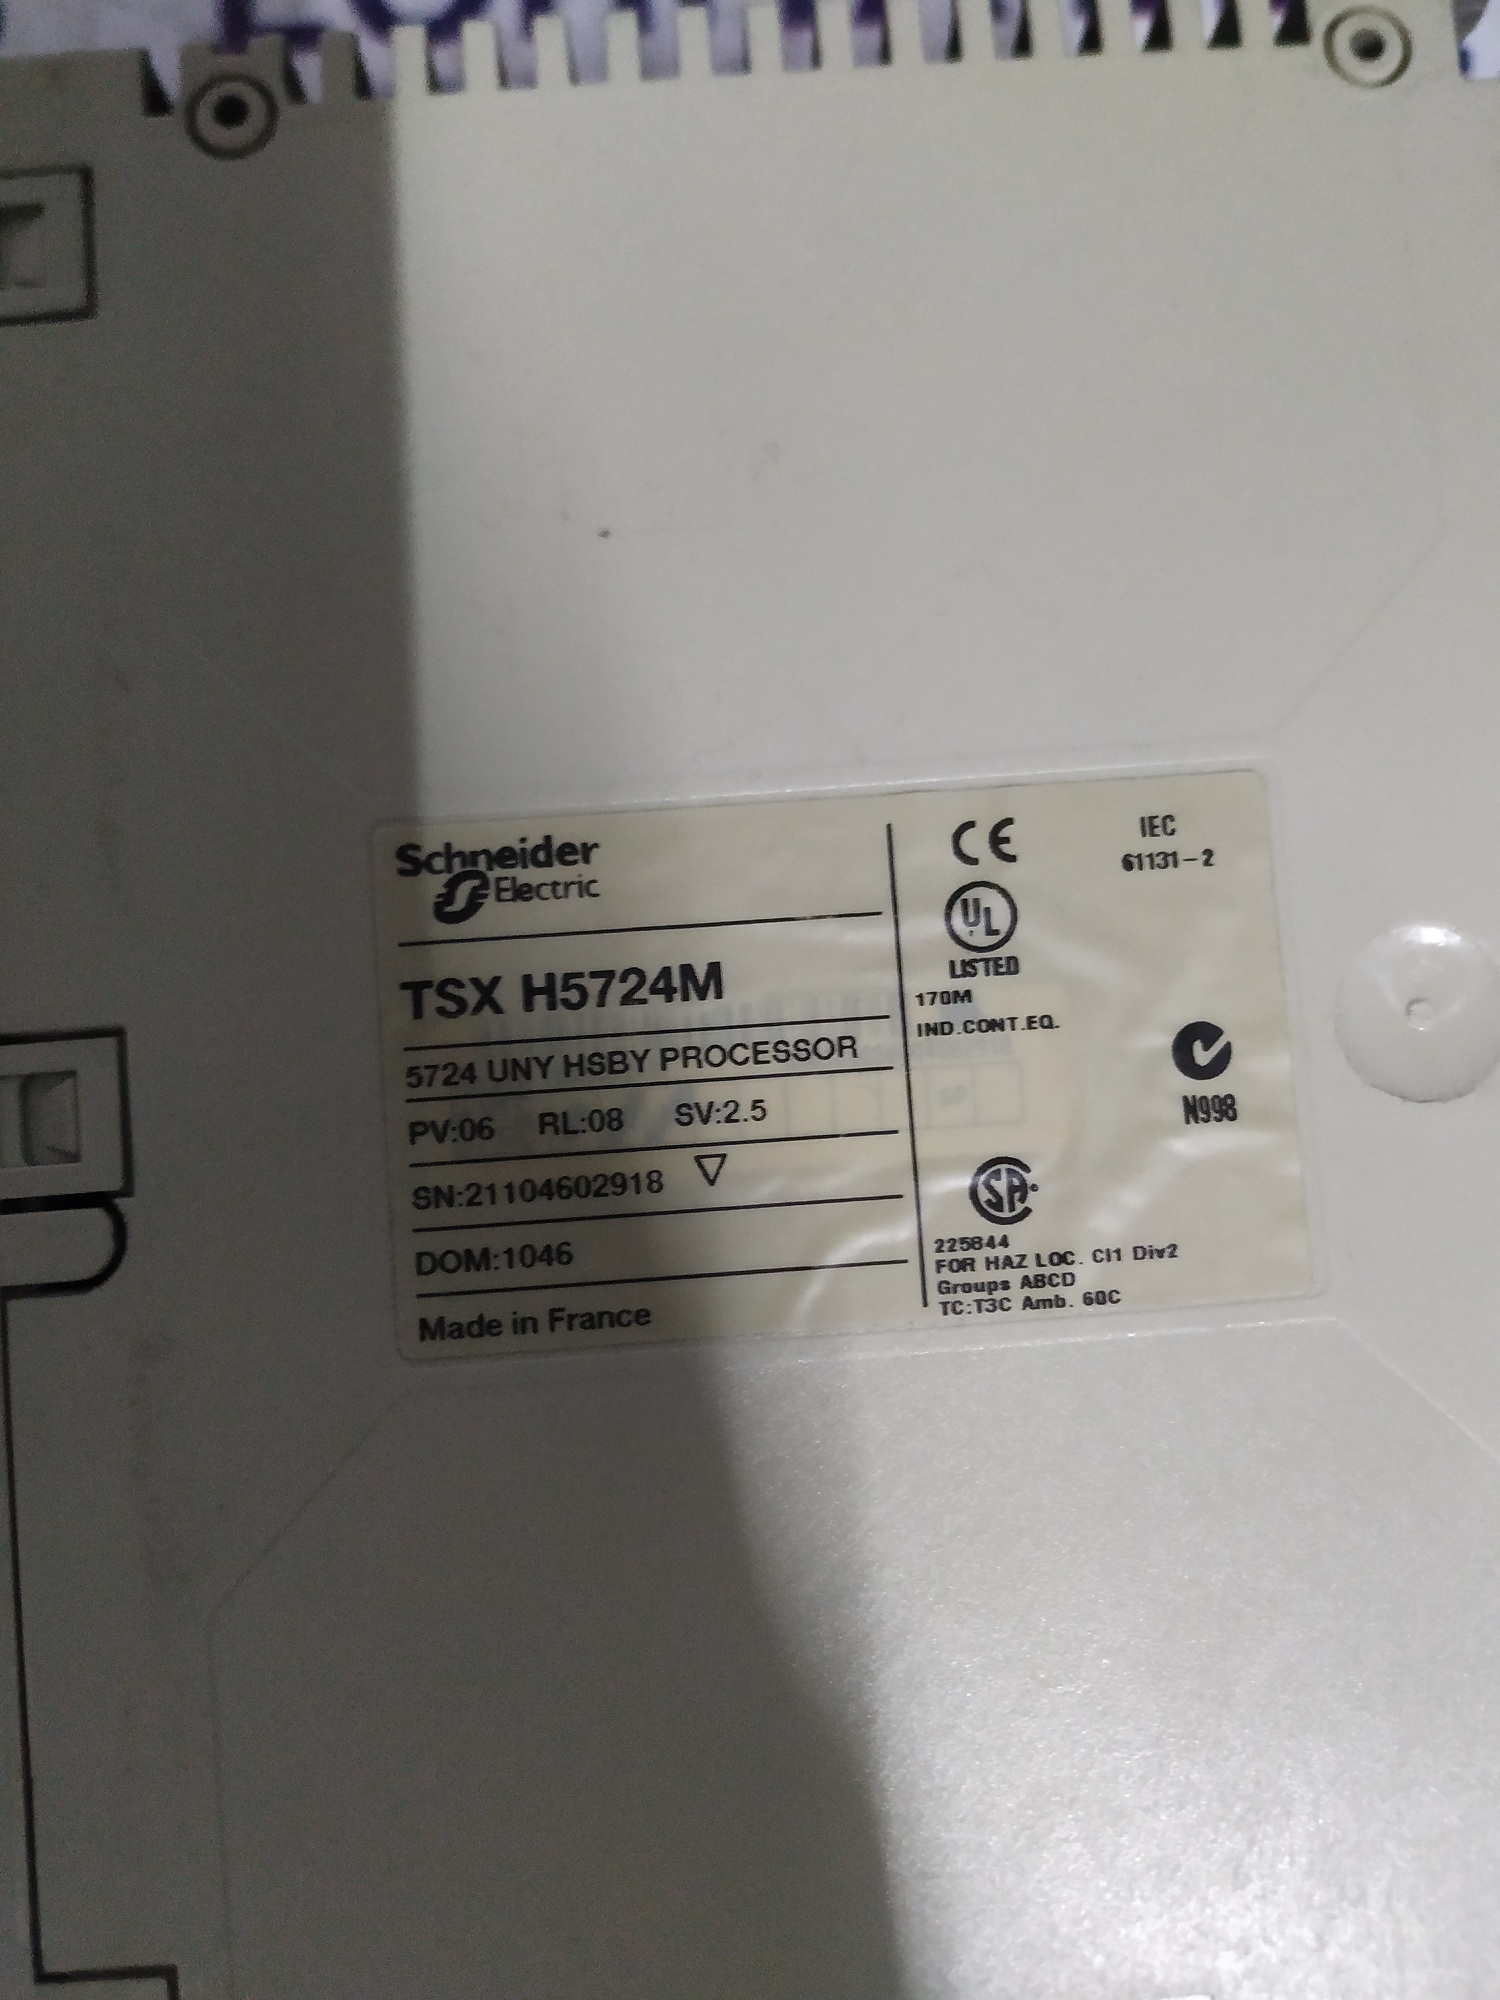 Schneider
Electric
TSX H5724M
5724 UNY HSBY PROCESSOR
PV:06 RL:08 SV:2.5
SN:21104602918
DOM:1046
Made in France
CE
IEC
61131-2
UL
LISTED
170M
IND.CONT.EQ.
N998
SA
225844
FOR HAZ LOC. Cl1 Div2
Groups ABCD
TC:T3C Amb. 60C